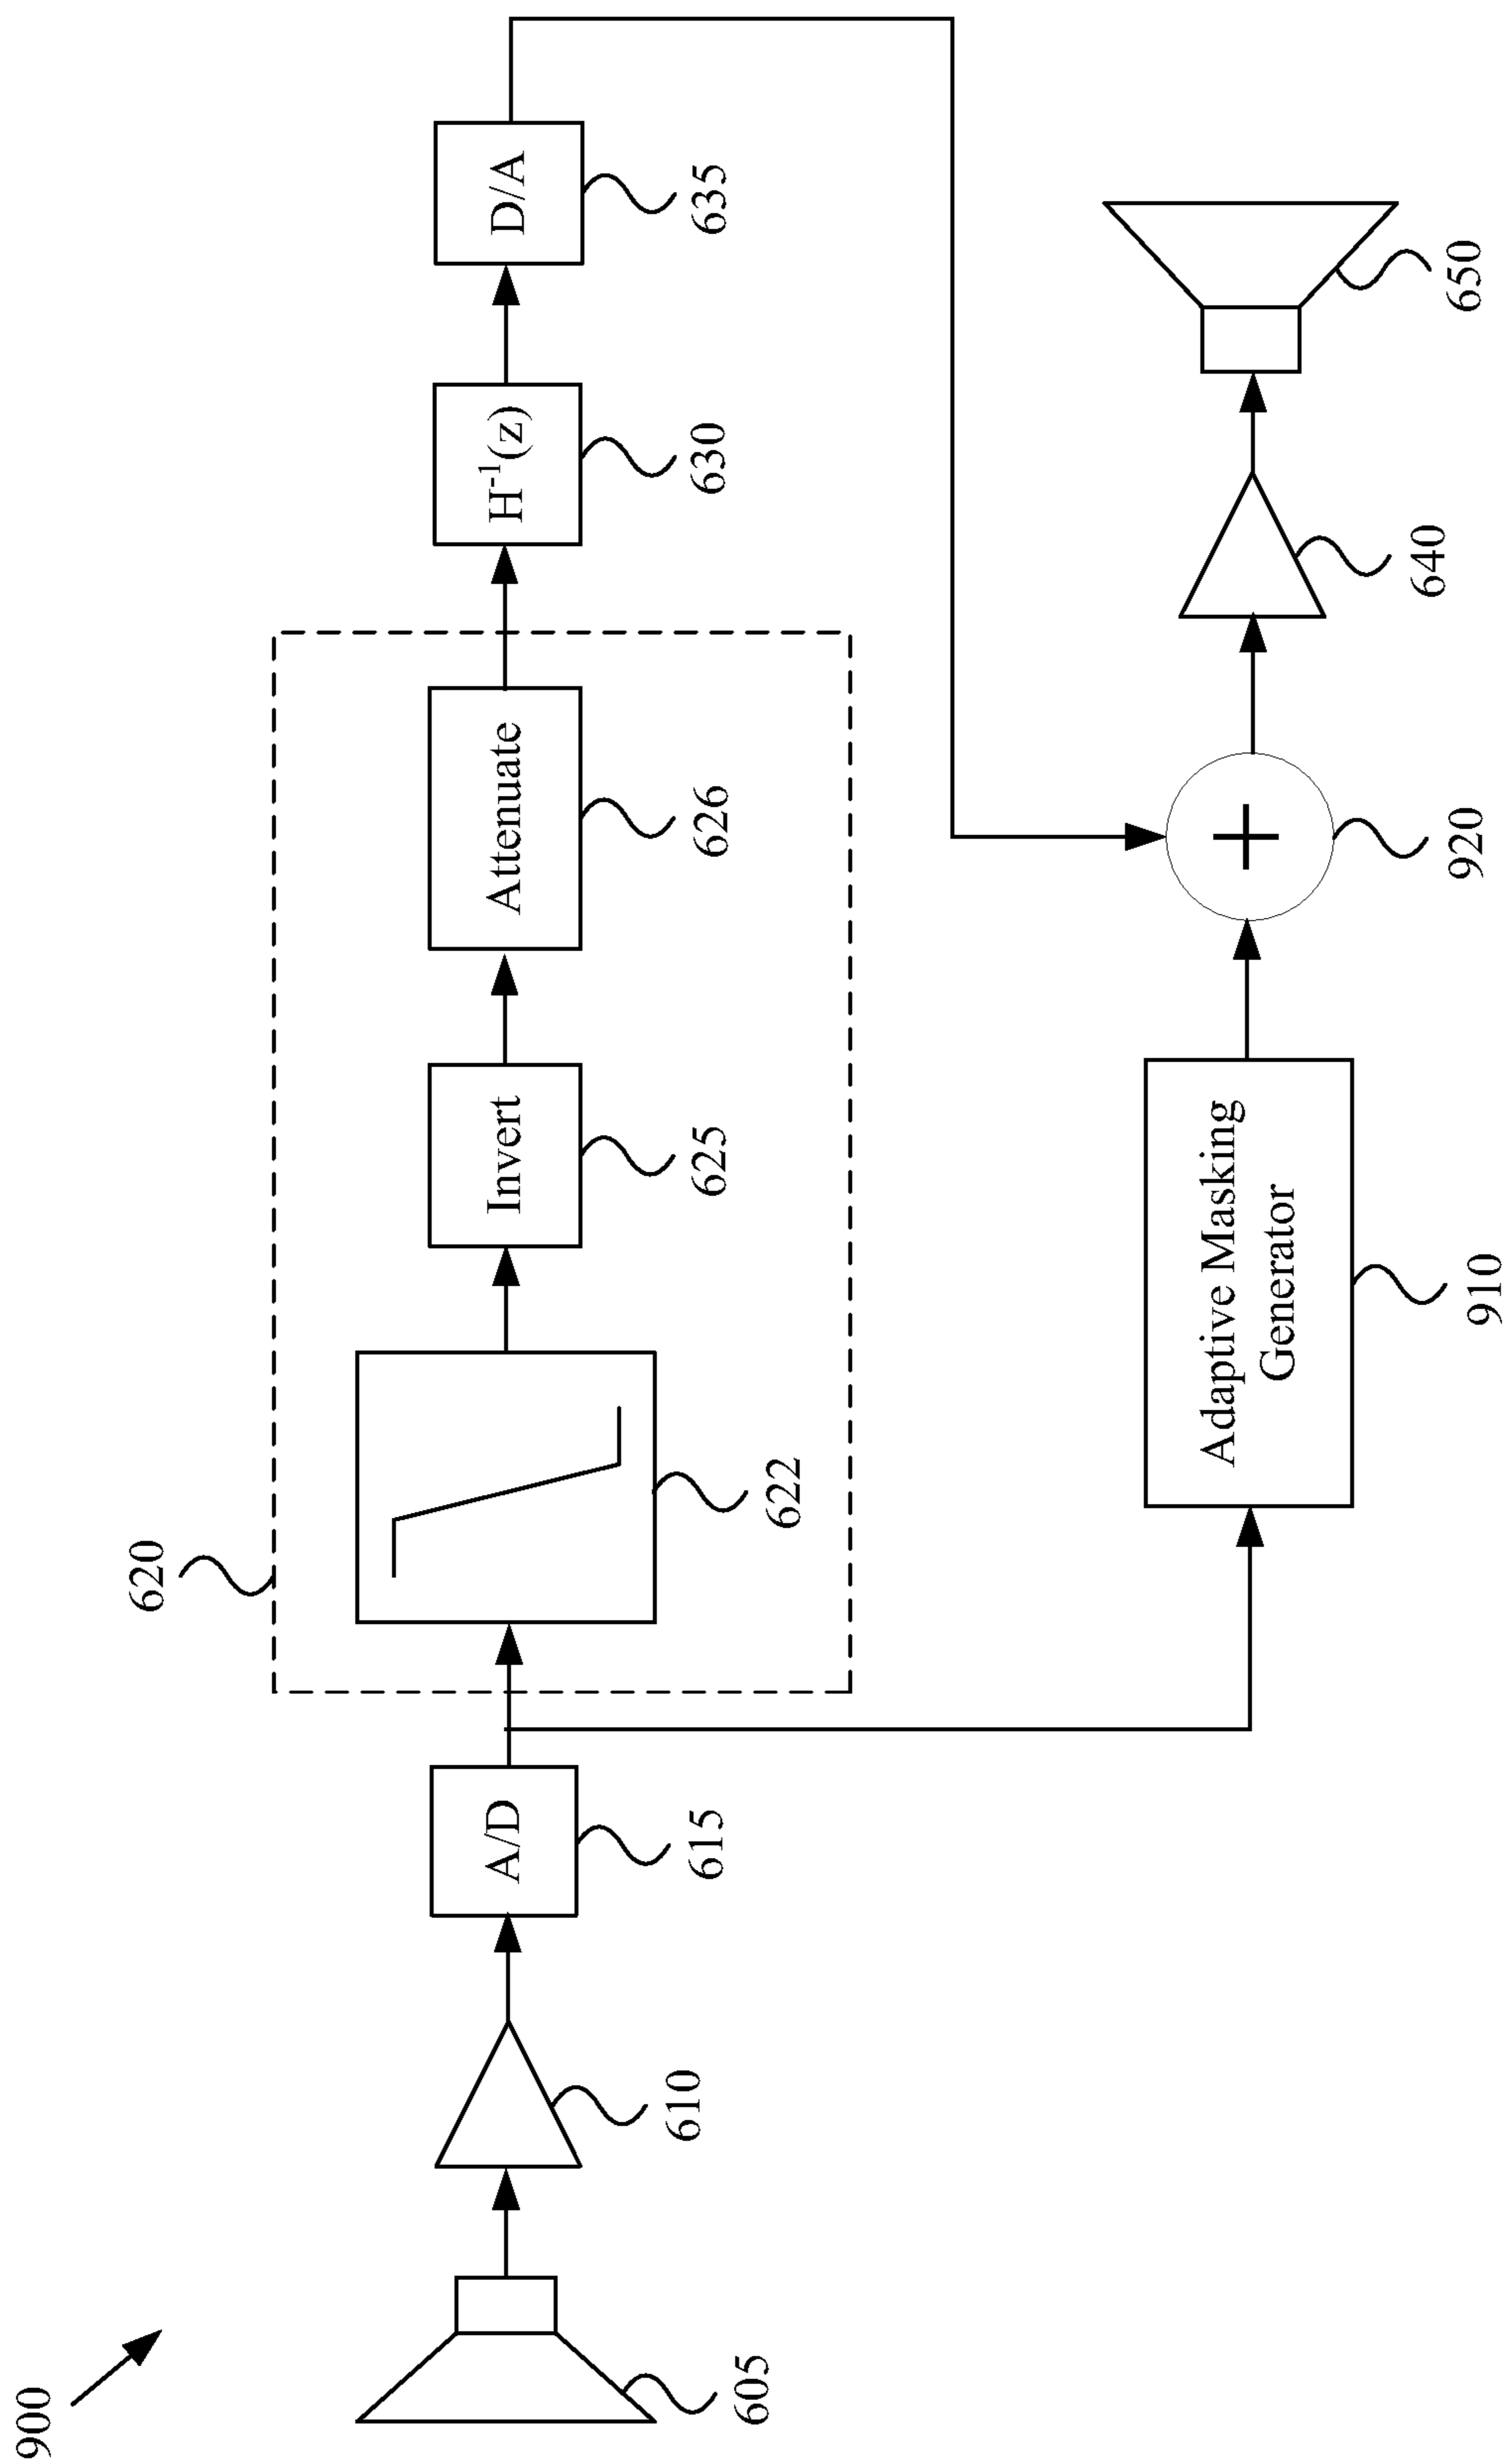 900
620
Attenuate
Invert
A/D
H⁻¹(z)
D/A
605
610
615
622
625
626
630
635
Adaptive Masking
Generator
+
910
920
640
650